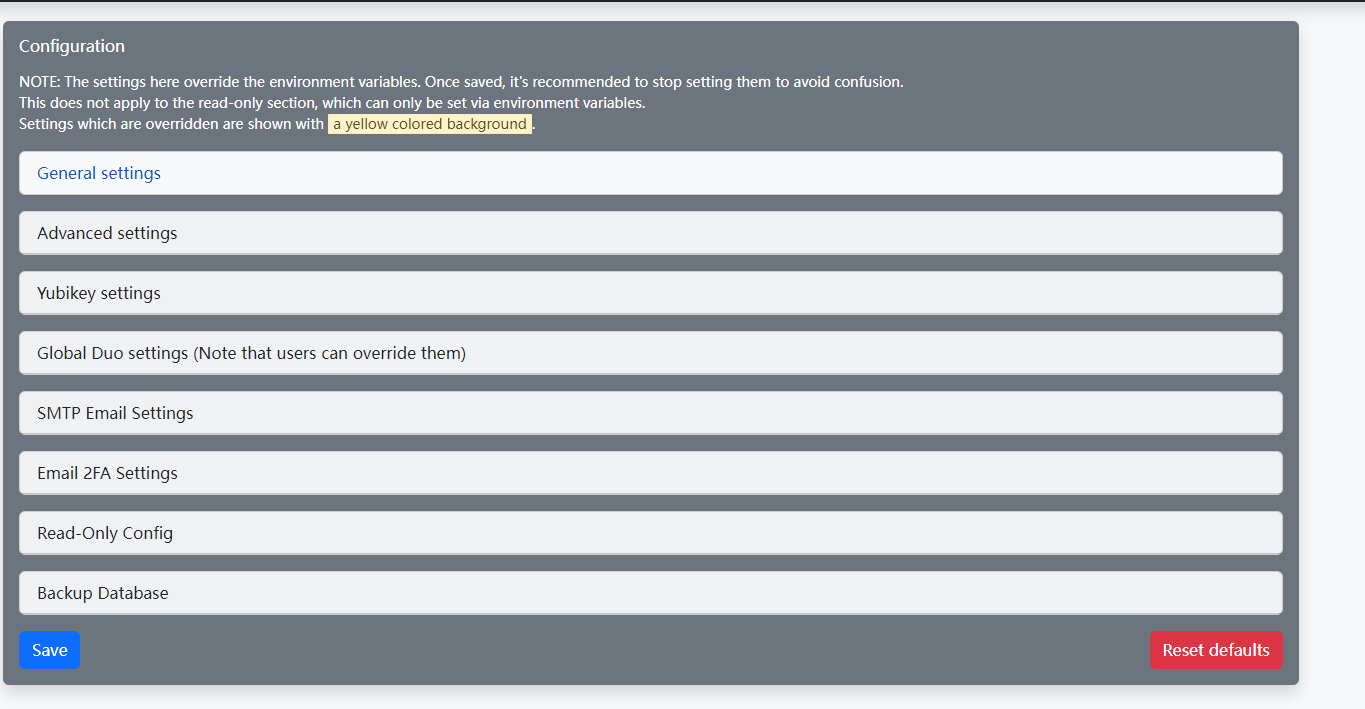 Configuration
NOTE: The settings here override the environment variables. Once saved, it's recommended to stop setting them to avoid confusion.
This does not apply to the read-only section, which can only be set via environment variables.
Settings which are overridden are shown with a yellow colored background.
General settings
Advanced settings
Yubikey settings
Global Duo settings (Note that users can override them)
SMTP Email Settings
Email 2FA Settings
Read-Only Config
Backup Database
Save
Reset defaults